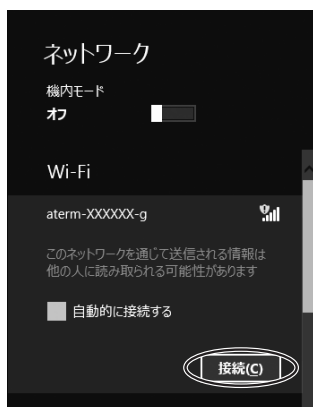 ネットワーク
機内モード
オフ
Wi-Fi
aterm-XXXXXX-g
このネットワークを通じて送信される情報は
他の人に読み取られる可能性があります
自動的に接続する
接続(C)